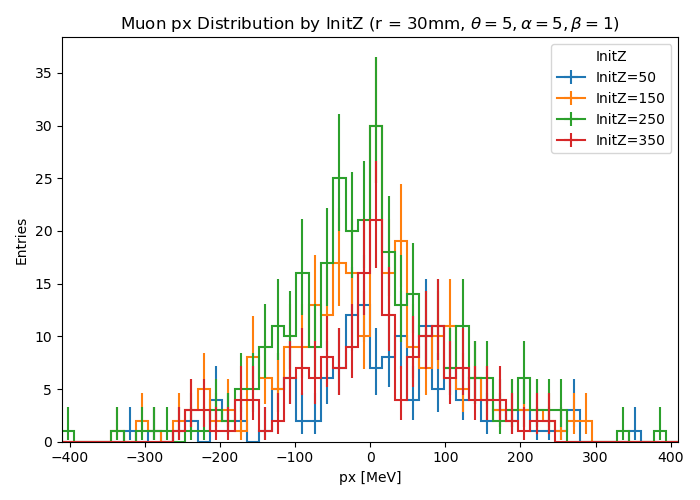 Muon px Distribution by InitZ (r = 30mm, θ = 5, α = 5, β = 1)
InitZ
InitZ=50
InitZ=150
InitZ=250
InitZ=350
Entries
35
30
25
20
15
10
5
0
−400 −300 −200 −100 0 100 200 300 400
px [MeV]